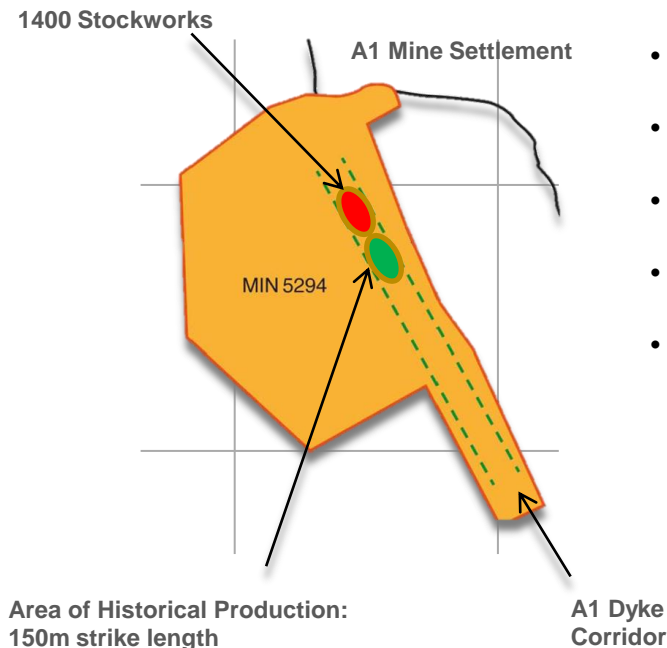 1400 Stockworks
A1 Mine Settlement
•
•
•
•
•
MIN 5294
Area of Historical Production:
150m strike length
A1 Dyke
Corridor